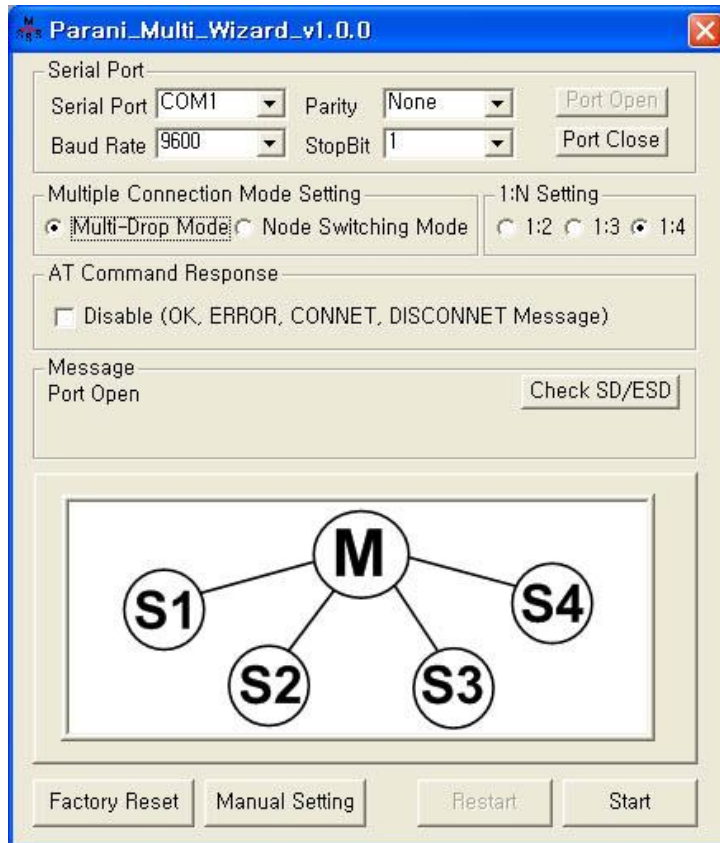 Parani_Multi_Wizard_v1.0.0
Serial Port
Serial Port COM1 Parity None Port Open
Baud Rate 9600 StopBit 1 Port Close
Multiple Connection Mode Setting 1:N Setting
Multi-Drop Mode Node Switching Mode 1:2 1:3 1:4
AT Command Response
Disable (OK, ERROR, CONNET, DISCONNET Message)
Message
Port Open Check SD/ESD
M
S1 S4
S2 S3
Factory Reset Manual Setting Restart Start